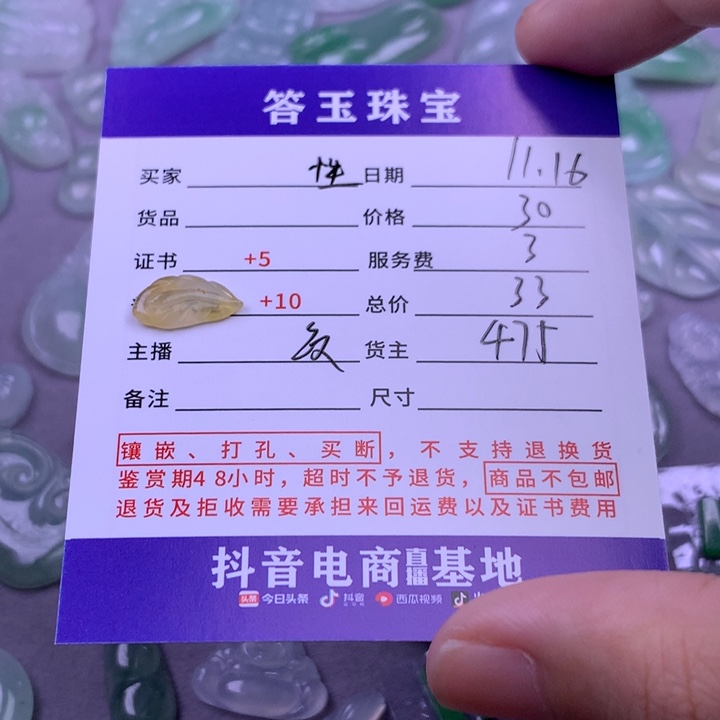 答玉珠宝
买家 性 日期 11.16
货品 价格 30
证书 +5 服务费 3
+10 总价 33
主播 货主 475
备注 尺寸
镶嵌、打孔、买断，不支持退换货
鉴赏期48小时，超时不予退货，商品不包邮
退货及拒收需要承担来回运费以及证书费用
抖音电商直播基地
头条 今日头条 抖音 西瓜视频